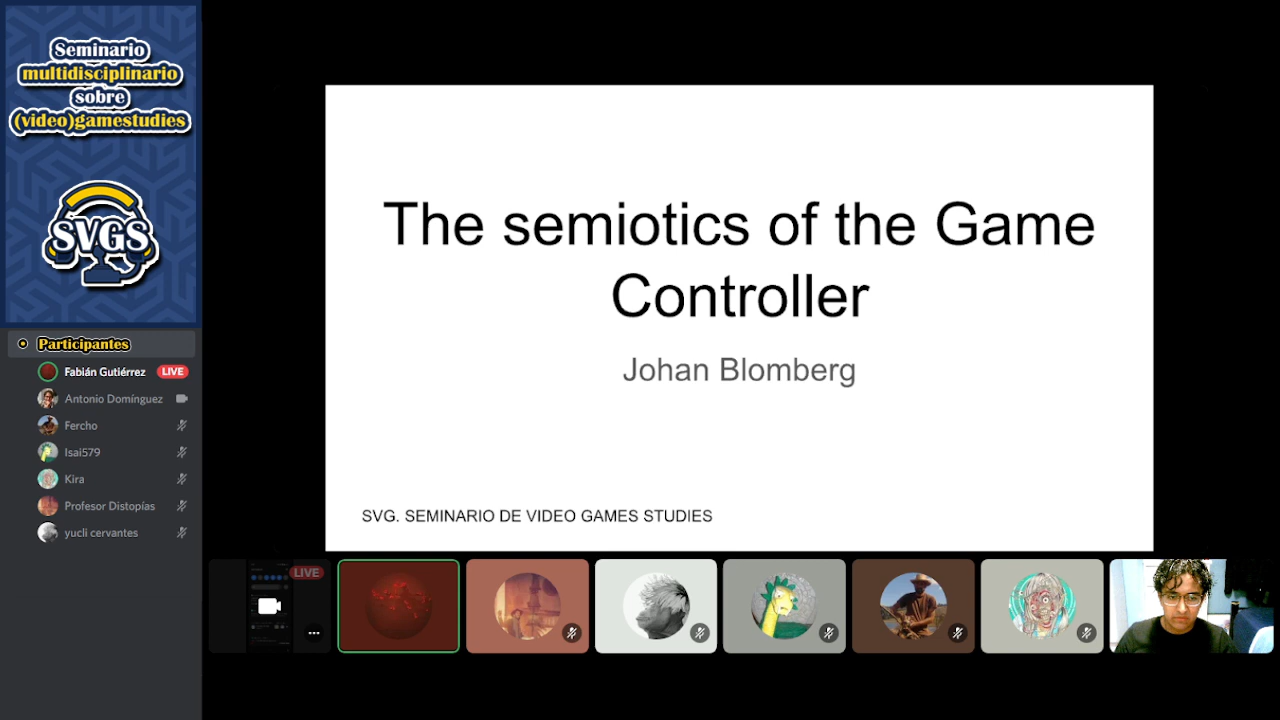 Seminario
multidisciplinario
sobre
(video)gamestudies
SVGS
Participantes
Fabián Gutiérrez LIVE
Antonio Domínguez
Fercho
Isai579
Kira
Profesor Distopías
yucli cervantes
The semiotics of the Game
Controller
Johan Blomberg
SVG. SEMINARIO DE VIDEO GAMES STUDIES
LIVE